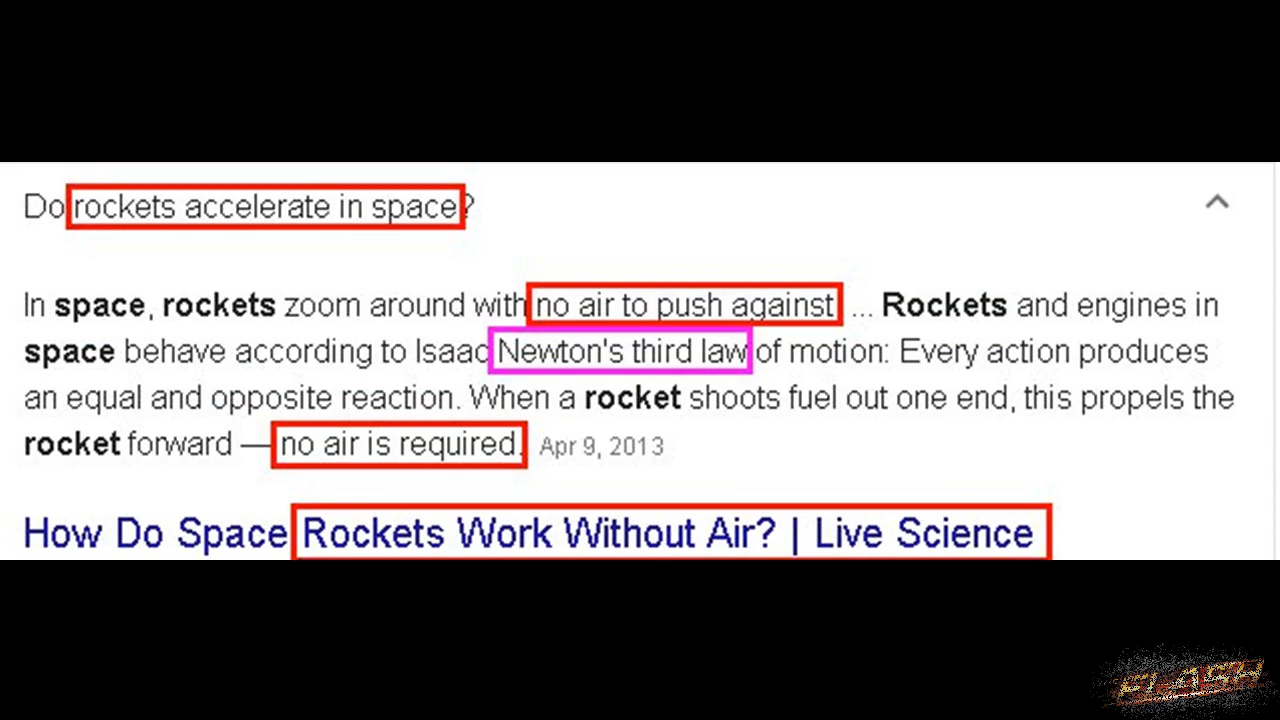 Do rockets accelerate in space?
In space, rockets zoom around with no air to push against ... Rockets and engines in
space behave according to Isaac Newton's third law of motion: Every action produces
an equal and opposite reaction. When a rocket shoots fuel out one end, this propels the
rocket forward — no air is required. Apr 9, 2013
How Do Space Rockets Work Without Air? | Live Science
FLASH